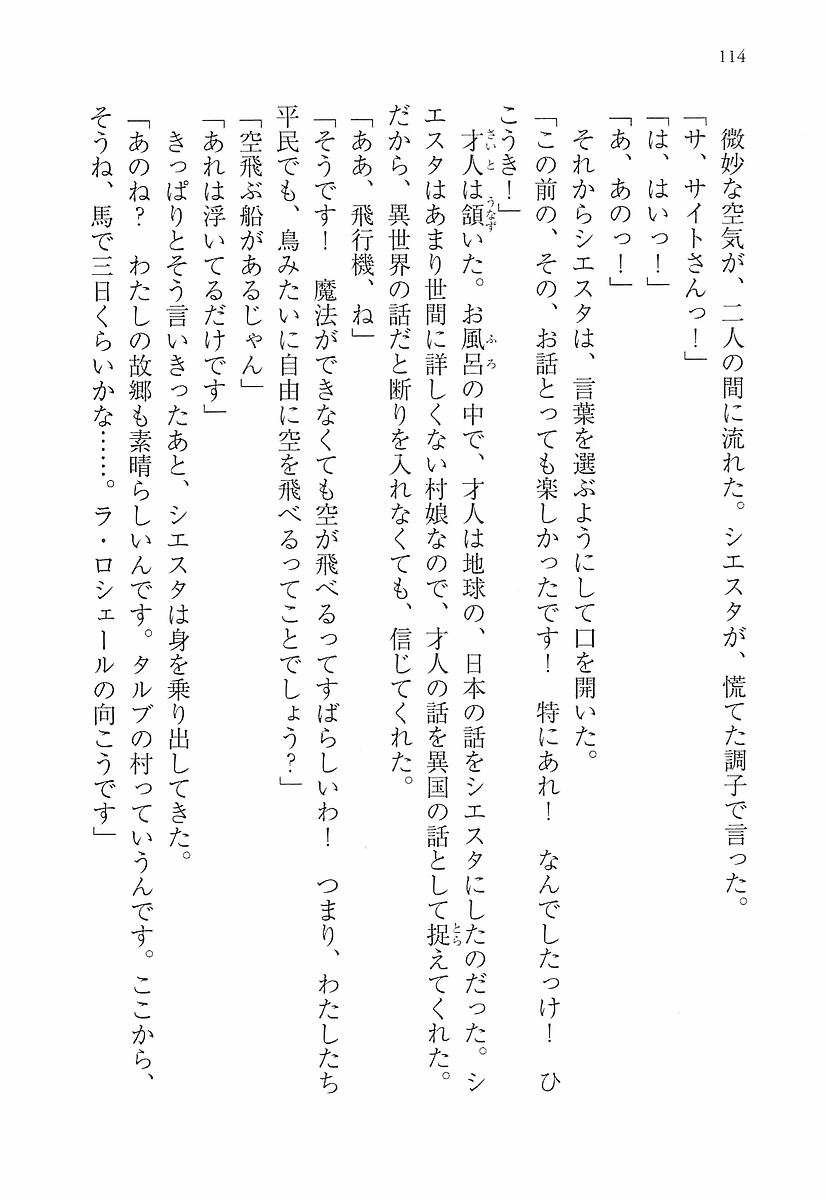 114
微妙な空気が、二人の間に流れた。シエスタが、慌てた調子で言った。
「サ、サイトさんっ！」
「は、はいっ！」
「あ、あのっ！」
それからシエスタは、言葉を選ぶようにして口を開いた。
「この前の、その、お話とっても楽しかったです！　特にあれ！　なんでしたっけ！　ひ
こうき！」
才人は頷いた。お風呂の中で、才人は地球の、日本の話をシエスタにしたのだった。シ
エスタはあまり世間に詳しくない村娘なので、才人の話を異国の話として捉えてくれた。
だから、異世界の話だと断りを入れなくても、信じてくれた。
「ああ、飛行機、ね」
「そうです！　魔法ができなくても空が飛べるってすばらしいわ！　つまり、わたしたち
平民でも、鳥みたいに自由に空を飛べるってことでしょう？」
「空飛ぶ船があるじゃん」
「あれは浮いてるだけです」
きっぱりとそう言いきったあと、シエスタは身を乗り出してきた。
「あのね？　わたしの故郷も素晴らしいんです。タルブの村っていうんです。ここから、
そうね、馬で三日くらいかな……。ラ・ロシェールの向こうです」